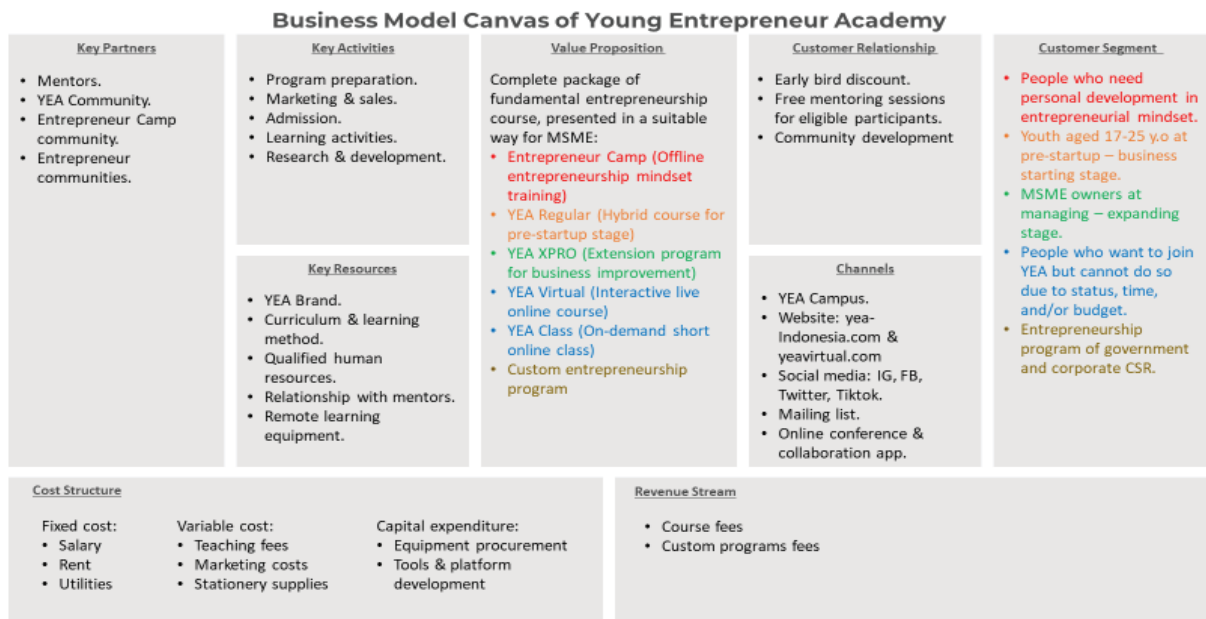 Business Model Canvas of Young Entrepreneur Academy
Key Partners
• Mentors.
• YEA Community.
• Entrepreneur Camp
community.
• Entrepreneur
communities.
Key Activities
• Program preparation.
• Marketing & sales.
• Admission.
• Learning activities.
• Research & development.
Key Resources
• YEA Brand.
• Curriculum & learning
method.
• Qualified human
resources.
• Relationship with mentors.
• Remote learning
equipment.
Value Proposition
Complete package of
fundamental entrepreneurship
course, presented in a suitable
way for MSME:
• Entrepreneur Camp (Offline
entrepreneurship mindset
training)
• YEA Regular (Hybrid course for
pre-startup stage)
• YEA XPRO (Extension program
for business improvement)
• YEA Virtual (Interactive live
online course)
• YEA Class (On-demand short
online class)
• Custom entrepreneurship
program
Customer Relationship
• Early bird discount.
• Free mentoring sessions
for eligible participants.
• Community development
Channels
• YEA Campus.
• Website: yea-
Indonesia.com &
yeavirtual.com
• Social media: IG, FB,
Twitter, Tiktok.
• Mailing list.
• Online conference &
collaboration app.
Customer Segment
• People who need
personal development in
entrepreneurial mindset.
• Youth aged 17-25 y.o at
pre-startup – business
starting stage.
• MSME owners at
managing – expanding
stage.
• People who want to join
YEA but cannot do so
due to status, time,
and/or budget.
• Entrepreneurship
program of government
and corporate CSR.
Cost Structure
Fixed cost:
• Salary
• Rent
• Utilities
Variable cost:
• Teaching fees
• Marketing costs
• Stationery supplies
Capital expenditure:
• Equipment procurement
• Tools & platform
development
Revenue Stream
• Course fees
• Custom programs fees